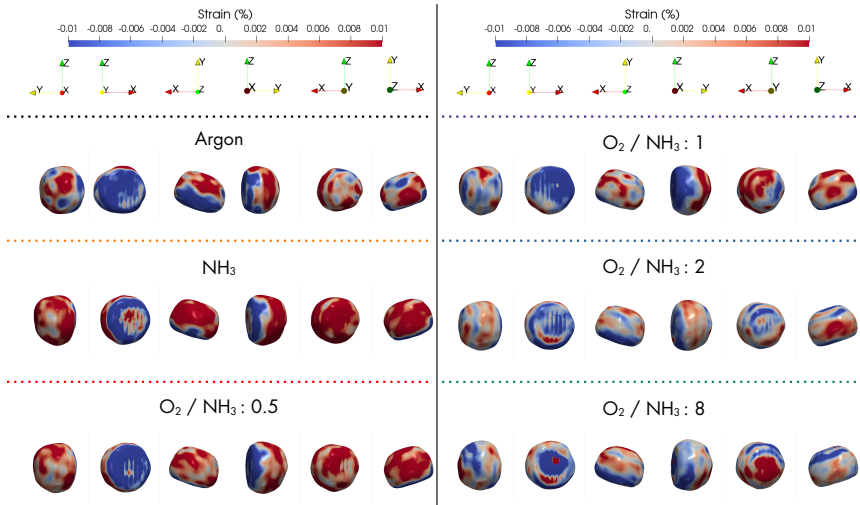 Strain (%)
-0.01 -0.008 -0.006 -0.004 -0.002 0. 0.002 0.004 0.006 0.008 0.01
Z Z Y Z Z Y
Y X Y X X Z X Y X Y Z X
Argon
NH₃
O₂ / NH₃ : 0.5
Strain (%)
-0.01 -0.008 -0.006 -0.004 -0.002 0. 0.002 0.004 0.006 0.008 0.01
Z Z Y Z Z Y
Y X Y X X Z X Y X Y Z X
O₂ / NH₃ : 1
O₂ / NH₃ : 2
O₂ / NH₃ : 8